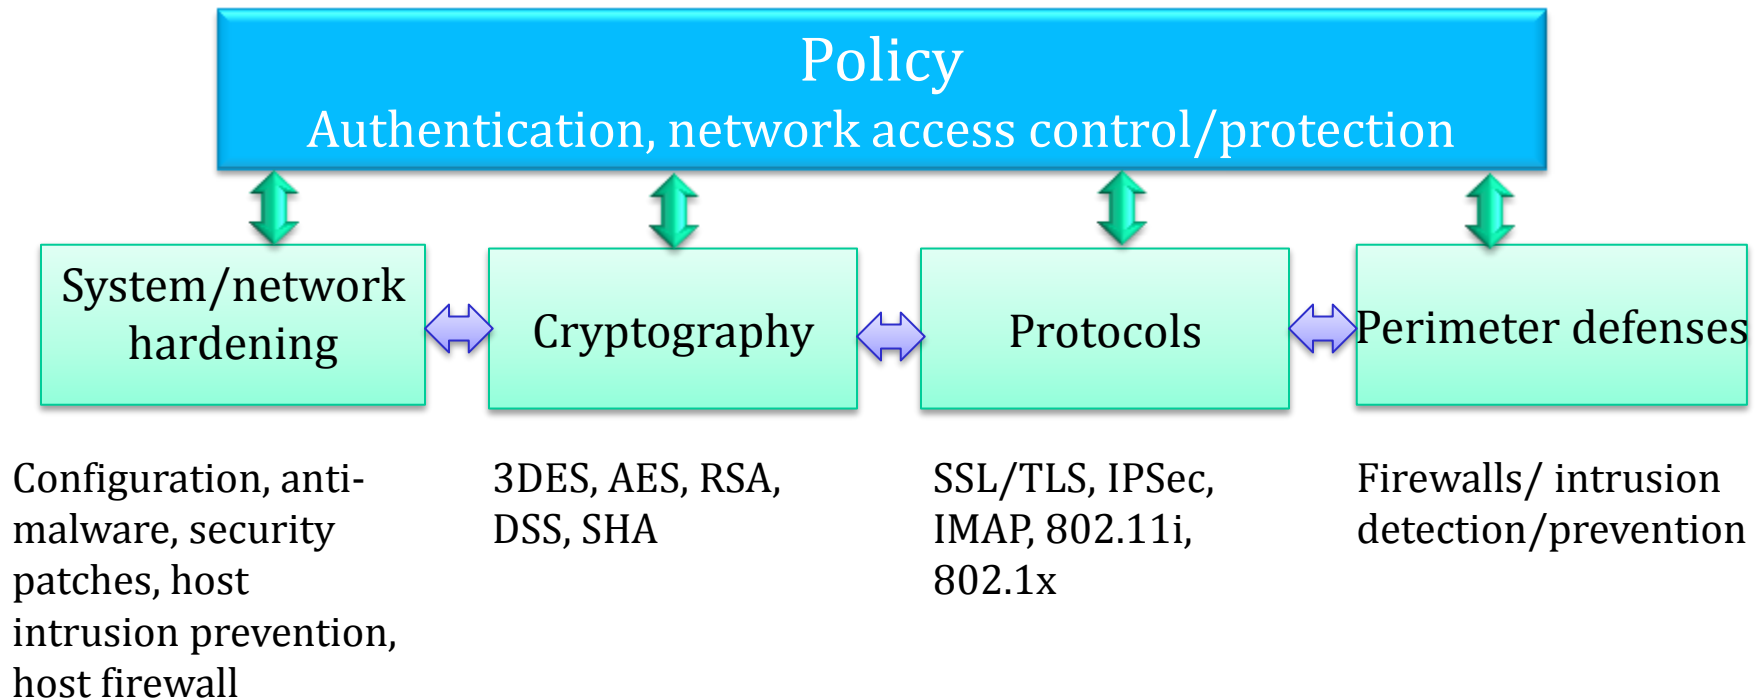 Policy
Authentication, network access control/protection
System/network
hardening
Cryptography
Protocols
Perimeter defenses
Configuration, anti-
malware, security
patches, host
intrusion prevention,
host firewall
3DES, AES, RSA,
DSS, SHA
SSL/TLS, IPSec,
IMAP, 802.11i,
802.1x
Firewalls/ intrusion
detection/prevention